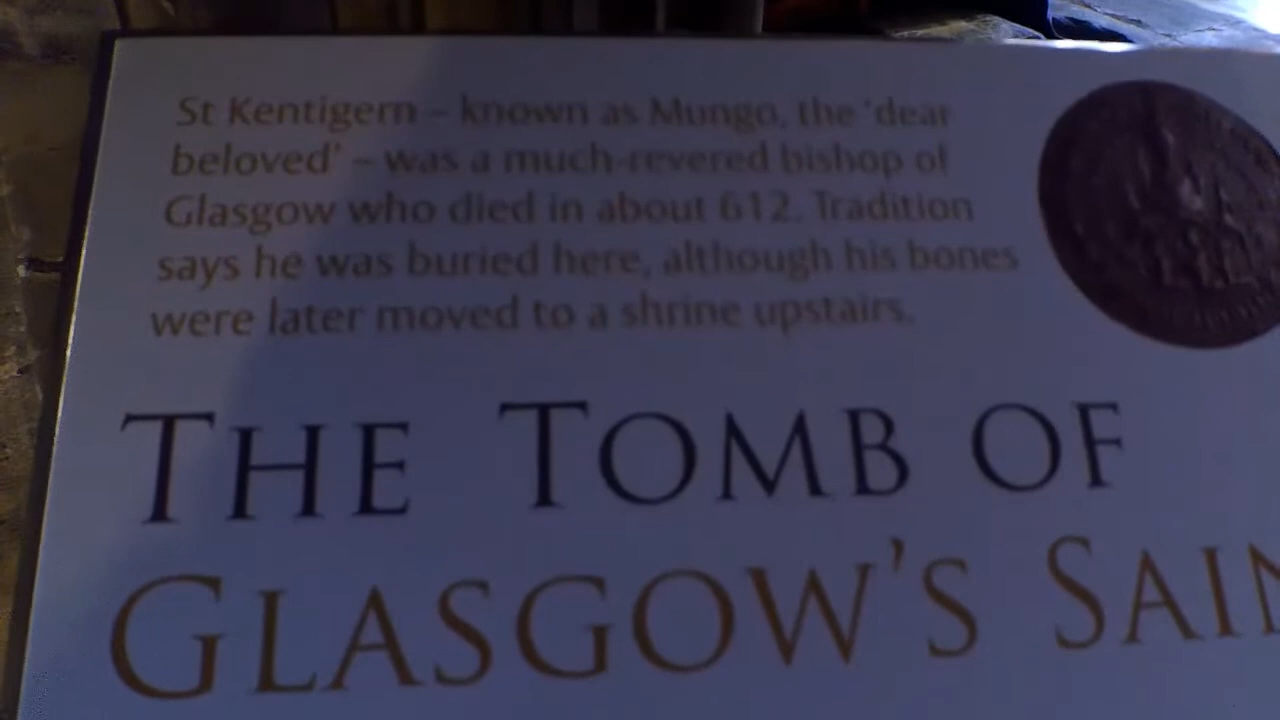 St Kentigern – known as Mungo, the 'dear
beloved' – was a much-revered bishop of
Glasgow who died in about 612. Tradition
says he was buried here, although his bones
were later moved to a shrine upstairs.
THE TOMB OF
GLASGOW'S SAIN